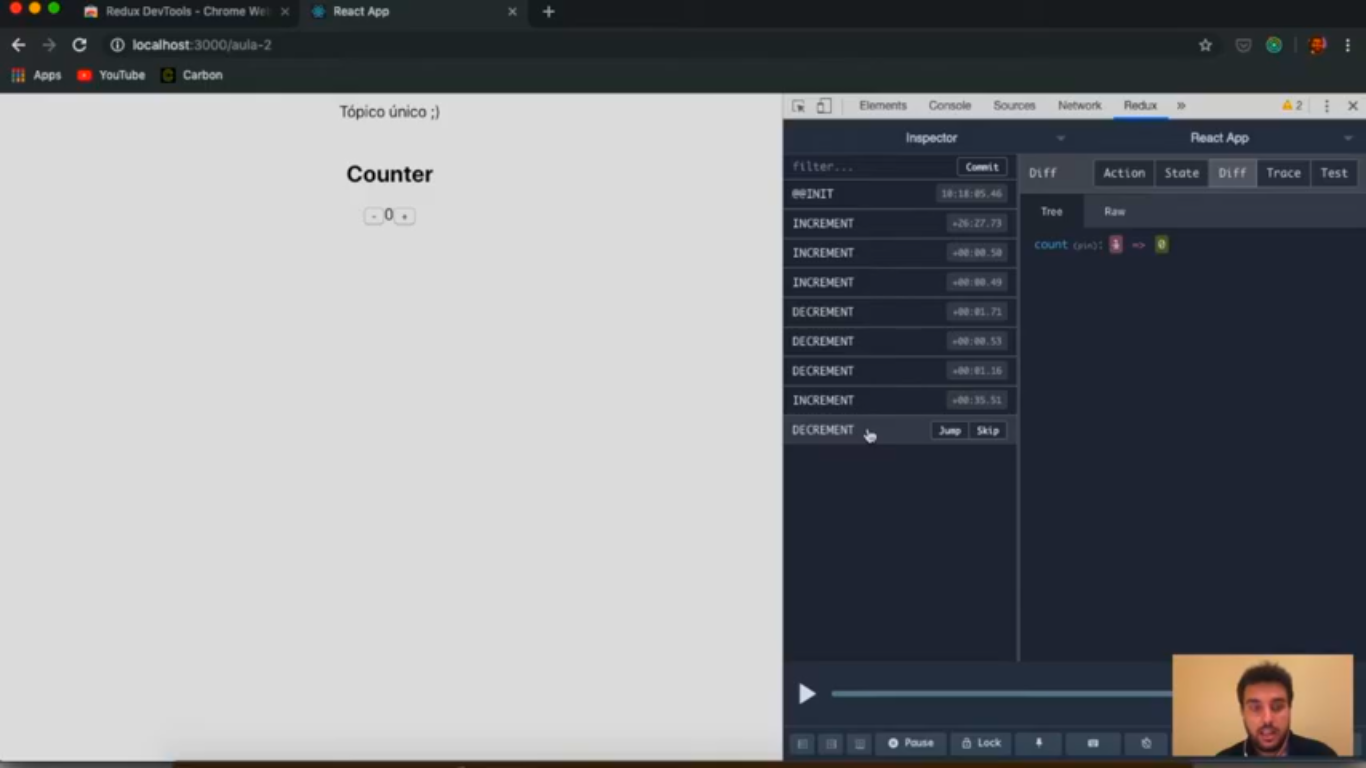 Redux DevTools - Chrome We
React App
localhost:3000/aula-2
Apps
YouTube
Carbon
Tópico único ;)
Counter
- 0 +
Elements
Console
Sources
Network
Redux
»
2
Inspector
React App
filter...
Commit
@@INIT 10:18:05.46
INCREMENT +26:27.73
INCREMENT +00:00.50
INCREMENT +00:00.49
DECREMENT +00:01.71
DECREMENT +00:00.53
DECREMENT +00:01.16
INCREMENT +00:35.51
DECREMENT Jump Skip
Diff
Action
State
Diff
Trace
Test
Tree
Raw
count (pin): 1 => 0
Pause
Lock